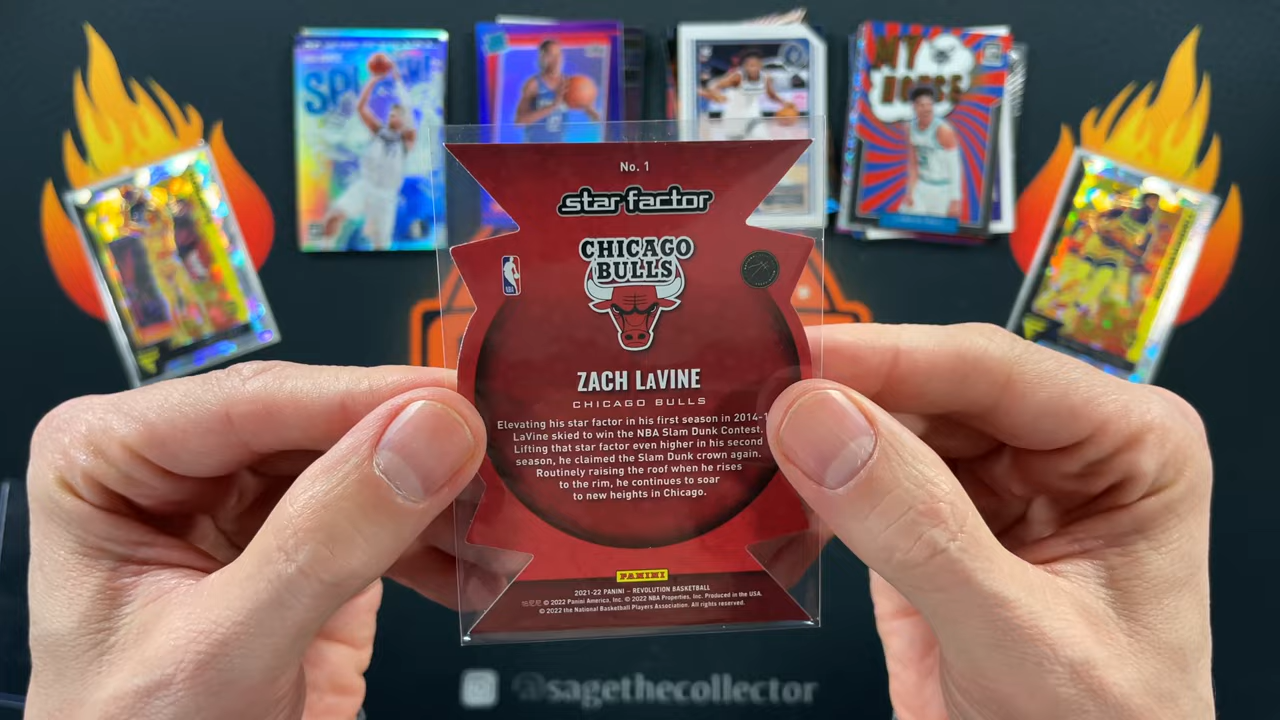 SPL
MY
HOUSE
No. 1
star factor
CHICAGO
BULLS
ZACH LaVINE
CHICAGO BULLS
Elevating his star factor in his first season in 2014-1
LaVine skied to win the NBA Slam Dunk Contest.
Lifting that star factor even higher in his second
season, he claimed the Slam Dunk crown again.
Routinely raising the roof when he rises
to the rim, he continues to soar
to new heights in Chicago.
PANINI
2021-22 PANINI – REVOLUTION BASKETBALL
© 2022 Panini America, Inc. © 2022 NBA Properties, Inc. Produced in the USA.
© 2022 the National Basketball Players Association. All rights reserved.
@sagethecollector